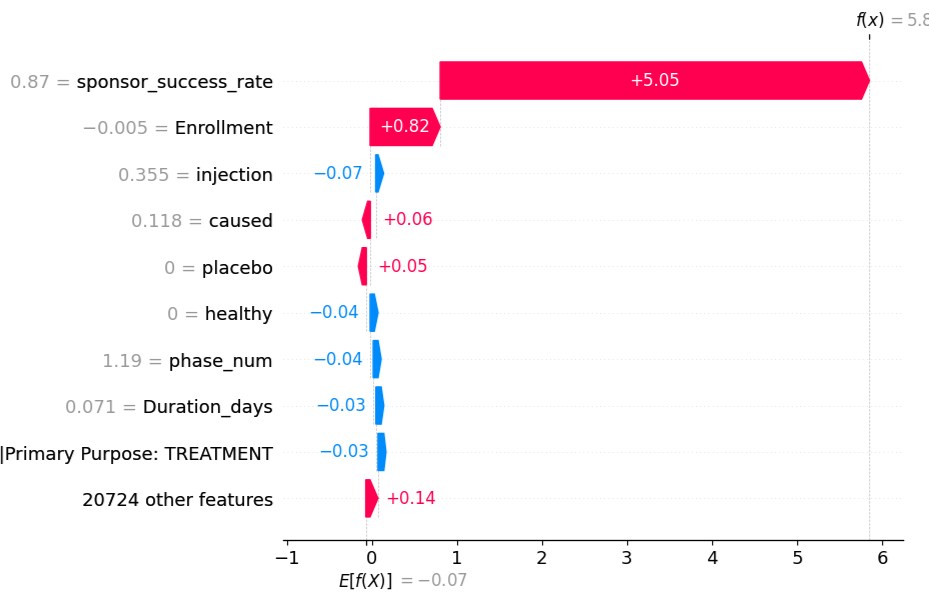 f(x) = 5.8
0.87 = sponsor_success_rate
+5.05
−0.005 = Enrollment
+0.82
0.355 = injection
−0.07
0.118 = caused
+0.06
0 = placebo
+0.05
0 = healthy
−0.04
1.19 = phase_num
−0.04
0.071 = Duration_days
−0.03
|Primary Purpose: TREATMENT
−0.03
20724 other features
+0.14
−1 0 1 2 3 4 5 6
E[f(X)] = −0.07